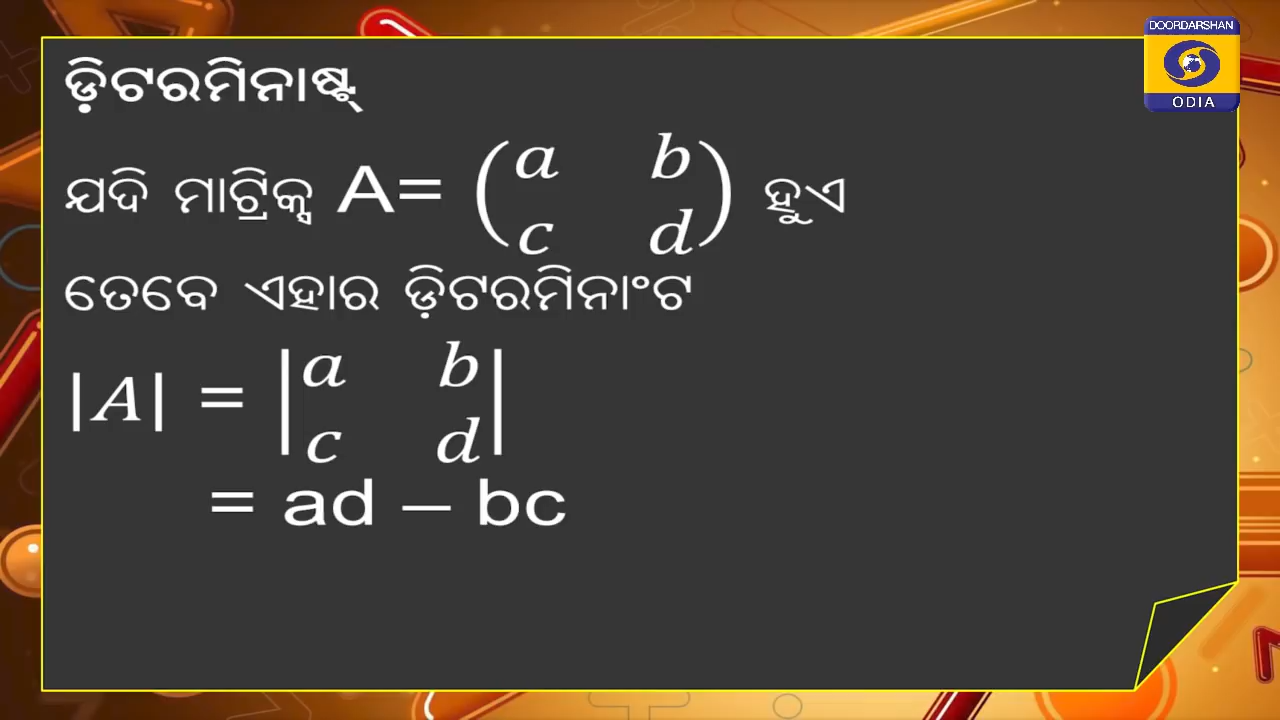 DOORDARSHAN
ODIA
ଡ଼ିଟରମିନାଷ୍ଟ୍
ଯଦି ମାଟ୍ରିକ୍ସ A= (a b
c d) ହୁଏ
ତେବେ ଏହାର ଡ଼ିଟରମିନାଂଟ
|A| = |a b
c d|
= ad – bc